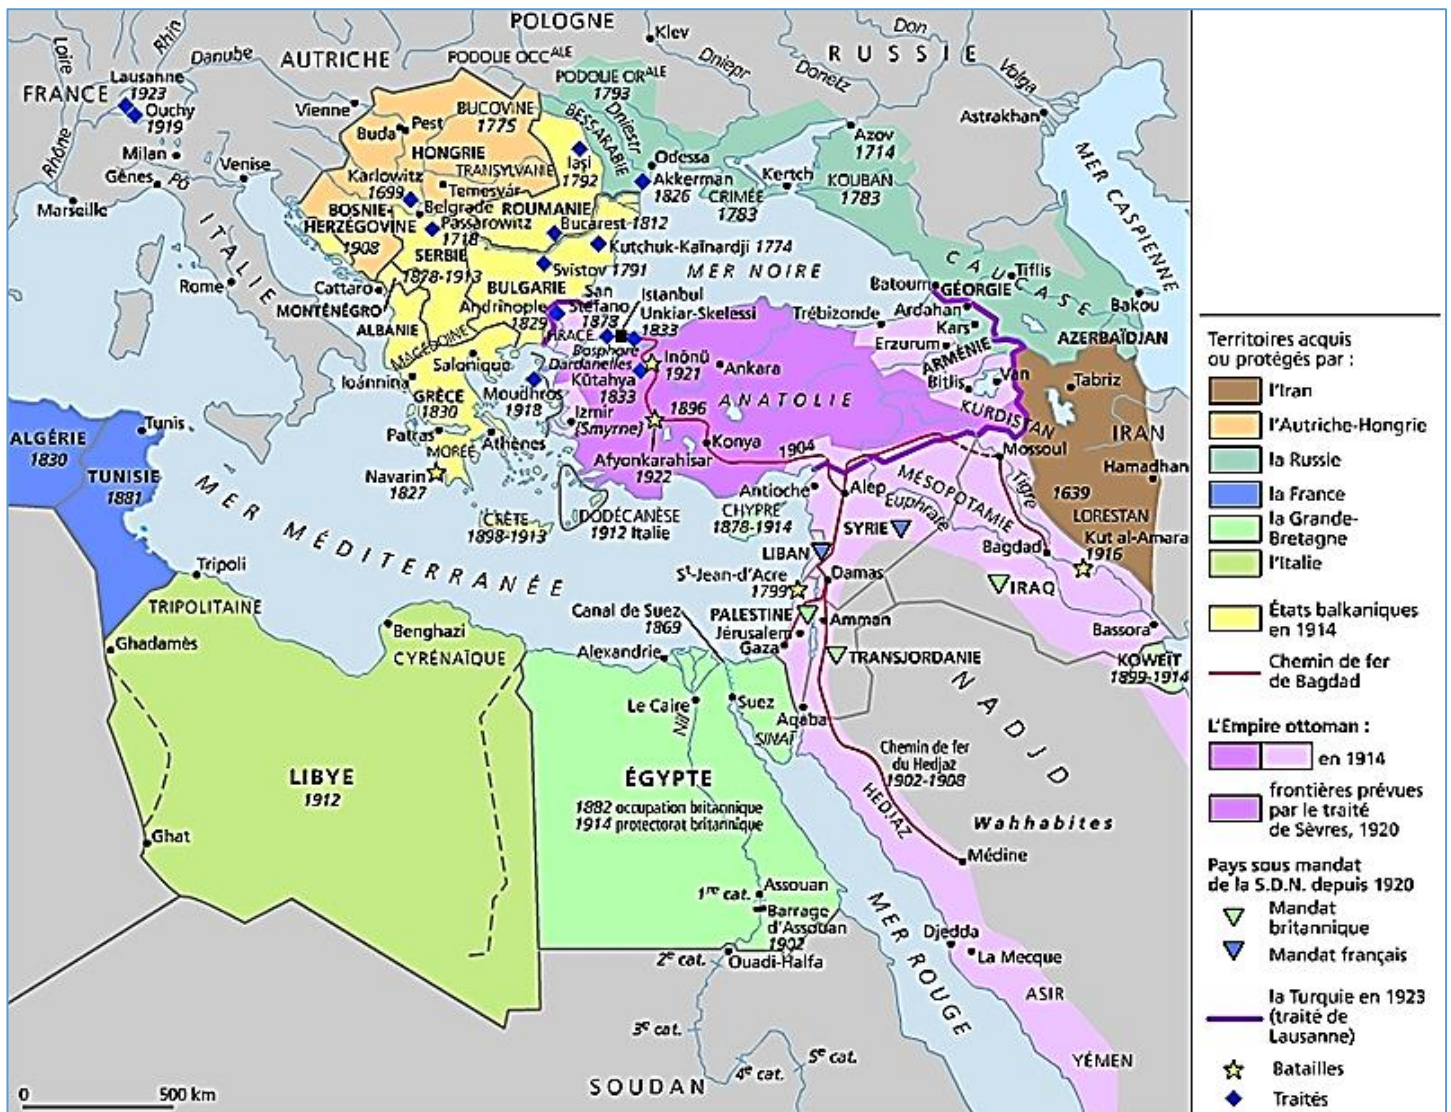 POLOGNE
Kiev
Don
RUSSIE
Dniepr
Donetz
Volga
Astrakhan
Loire
Rhin
Danube
AUTRICHE
PODOLIE OCCALE
PODOLIE ORALE
1793
Lausanne
1923
FRANCE
Ouchy
1919
Vienne
BUCOVINE
1775
BESSARABIE
Dniestr
Azov
1714
Rhône
Milan
Pô
Gênes
Venise
Marseille
Buda
Pest
HONGRIE
TRANSYLVANIE
Iaşi
1792
Odessa
Akkerman
1826
Kertch
CRIMÉE
1783
KOUBAN
1783
MER CASPIENNE
Karlowitz
1699
Temesvár
Belgrade
BOSNIE-
HERZÉGOVINE
1908
ROUMANIE
Passarowitz
1718
Bucarest 1812
SERBIE
1878-1913
Kutchuk-Kaïnardji 1774
Svistov 1791
ITALIE
Rome
Cattaro
MONTÉNÉGRO
BULGARIE
MER NOIRE
CAUCASE
Tiflis
Batoum
GÉORGIE
Bakou
ALBANIE
Andrinople
1829
San
Stefano
1878
Istanbul
Unkiar-Skelessi
1833
Trébizonde
Ardahan
Kars
AZERBAÏDJAN
MACÉDOINE
THRACE
Bosphore
Dardanelles
Salonique
Ioánnina
Erzurum
ARMÉNIE
Inönü
1921
Ankara
Kütahya
1833
Bitlis
Van
Tabriz
GRÈCE
1830
Moudhros
1918
Izmir
(Smyrne)
1896
ANATOLIE
KURDISTAN
IRAN
ALGÉRIE
1830
Tunis
TUNISIE
1881
Patras
MORÉE
Athènes
Konya
1904
Mossoul
Hamadhan
Navarin
1827
Afyonkarahisar
1922
Antioche
Alep
MÉSOPOTAMIE
Tigre
1639
Euphrate
LORESTAN
MER MÉDITERRANÉE
CRÈTE
1898-1913
DODÉCANÈSE
1912 Italie
CHYPRE
1878-1914
SYRIE
Kut al-Amara
1916
Bagdad
LIBAN
Tripoli
TRIPOLITAINE
St-Jean-d'Acre
1799
Damas
IRAQ
Canal de Suez
1869
PALESTINE
Jérusalem
Gaza
Amman
Bassora
Ghadamès
Benghazi
CYRÉNAÏQUE
Alexandrie
TRANSJORDANIE
KOWEÏT
1899-1914
Le Caire
Nil
Suez
SINAÏ
Aqaba
NADJD
LIBYE
1912
ÉGYPTE
1882 occupation britannique
1914 protectorat britannique
Chemin de fer
du Hedjaz
1902-1908
HEDJAZ
Wahhabites
Ghat
Médine
1re cat.
Assouan
Barrage
d'Assouan
1902
2e cat.
Ouadi-Halfa
MER ROUGE
Djedda
La Mecque
ASIR
3e cat.
4e cat.
5e cat.
YÉMEN
SOUDAN
0 500 km
Territoires acquis
ou protégés par :
l'Iran
l'Autriche-Hongrie
la Russie
la France
la Grande-
Bretagne
l'Italie
États balkaniques
en 1914
Chemin de fer
de Bagdad
L'Empire ottoman :
en 1914
frontières prévues
par le traité
de Sèvres, 1920
Pays sous mandat
de la S.D.N. depuis 1920
Mandat
britannique
Mandat français
la Turquie en 1923
(traité de
Lausanne)
Batailles
Traités